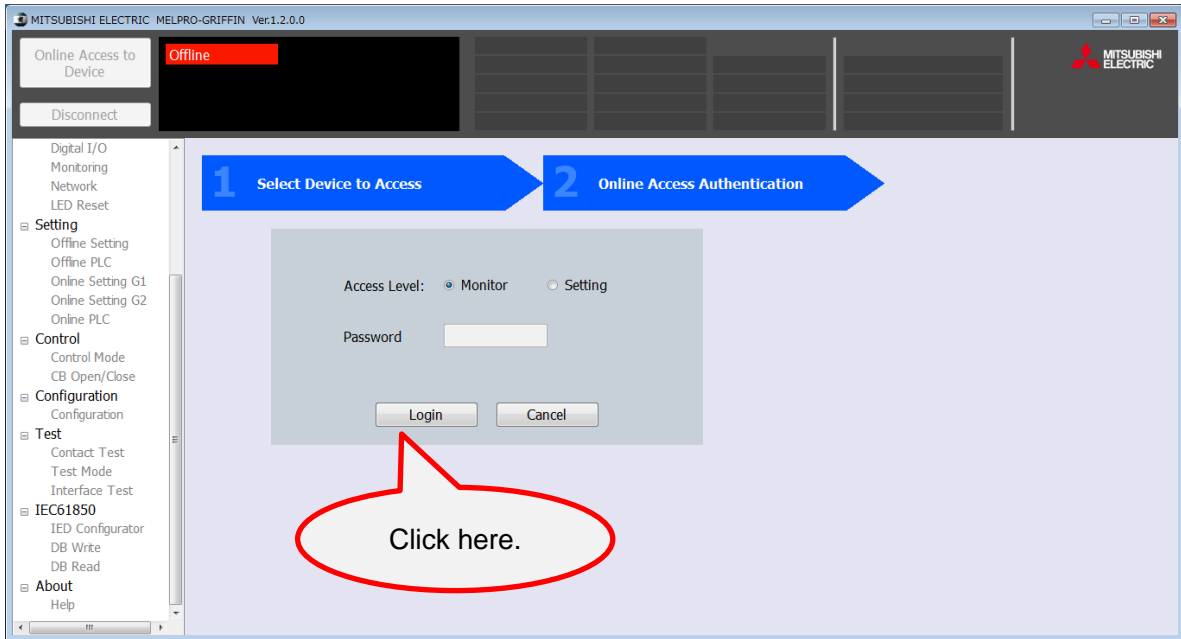 MITSUBISHI ELECTRIC MELPRO-GRIFFIN Ver.1.2.0.0
Online Access to
Device
Disconnect
Offline
MITSUBISHI
ELECTRIC
Digital I/O
Monitoring
Network
LED Reset
Setting
Offline Setting
Offline PLC
Online Setting G1
Online Setting G2
Online PLC
Control
Control Mode
CB Open/Close
Configuration
Configuration
Test
Contact Test
Test Mode
Interface Test
IEC61850
IED Configurator
DB Write
DB Read
About
Help
1 Select Device to Access
2 Online Access Authentication
Access Level: Monitor Setting
Password
Login Cancel
Click here.